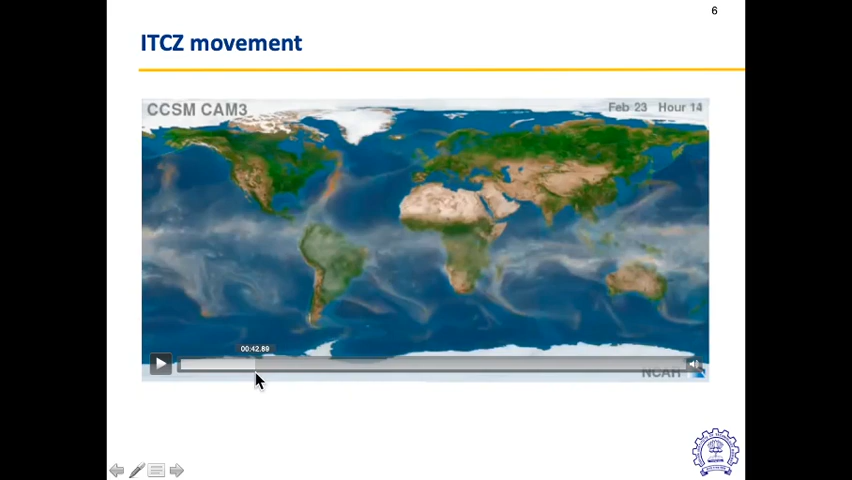 6
ITCZ movement
CCSM CAM3
Feb 23 Hour 14
00:42.89
NCAR